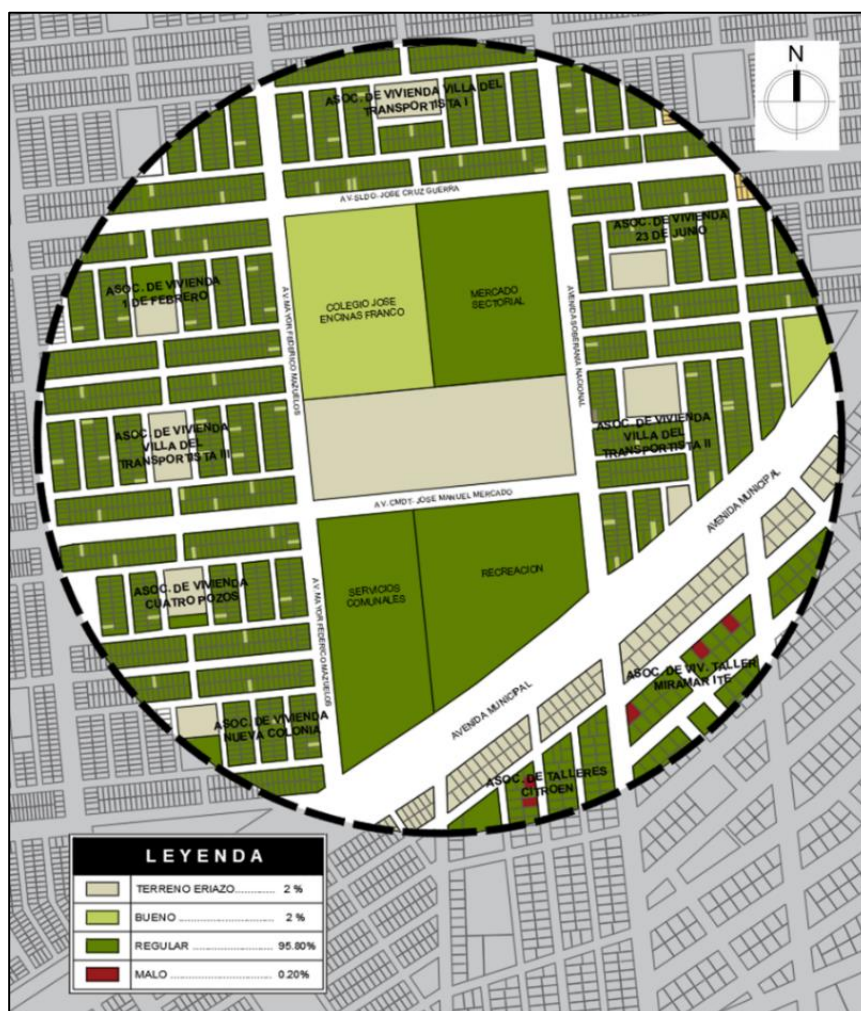 N
ASOC. DE VIVIENDA VILLA DEL
TRANSPORTISTA I
AV. SLDO. JOSE CRUZ GUERRA
ASOC. DE VIVIENDA
23 DE JUNIO
ASOC. DE VIVIENDA
1 DE FEBRERO
AV. MAYOR FEDERICO MAZUELOS
COLEGIO JOSE
ENCINAS FRANCO
MERCADO
SECTORIAL
AVENIDA SOBERANIA NACIONAL
ASOC. DE VIVIENDA
VILLA DEL
TRANSPORTISTA III
ASOC. DE VIVIENDA
VILLA DEL
TRANSPORTISTA II
AV. CMDT. JOSE MANUEL MERCADO
AVENIDA MUNICIPAL
ASOC. DE VIVIENDA
CUATRO POZOS
AV. MAYOR FEDERICO MAZUELOS
SERVICIOS
COMUNALES
RECREACION
ASOC. DE VIV. TALLER
MIRAMAR ITE
ASOC. DE VIVIENDA
NUEVA COLONIA
AVENIDA MUNICIPAL
ASOC. DE TALLERES
CITROEN
LEYENDA
TERRENO ERIAZO.............. 2 %
BUENO ............................ 2 %
REGULAR ....................... 95.80%
MALO .............................. 0.20%